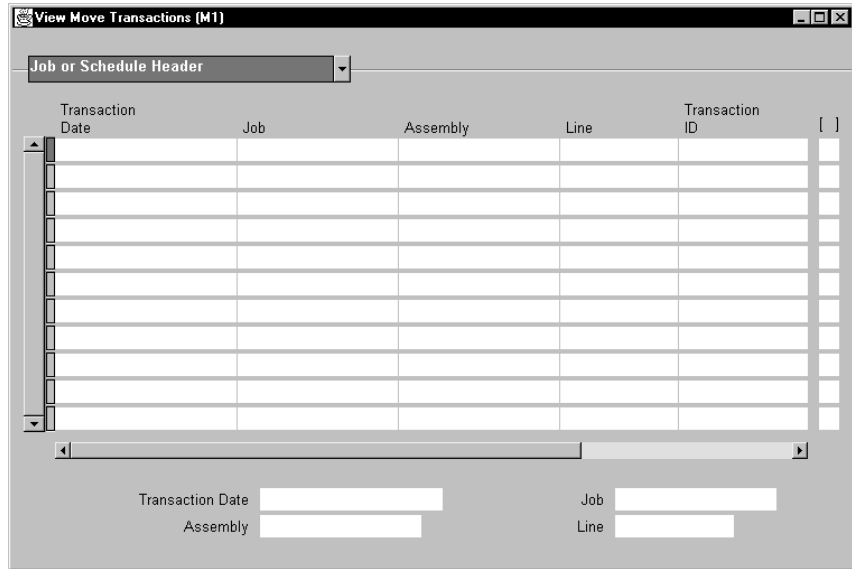 View Move Transactions (M1)
Job or Schedule Header
Transaction Date Job Assembly Line Transaction ID [ ]
Transaction Date Job
Assembly Line